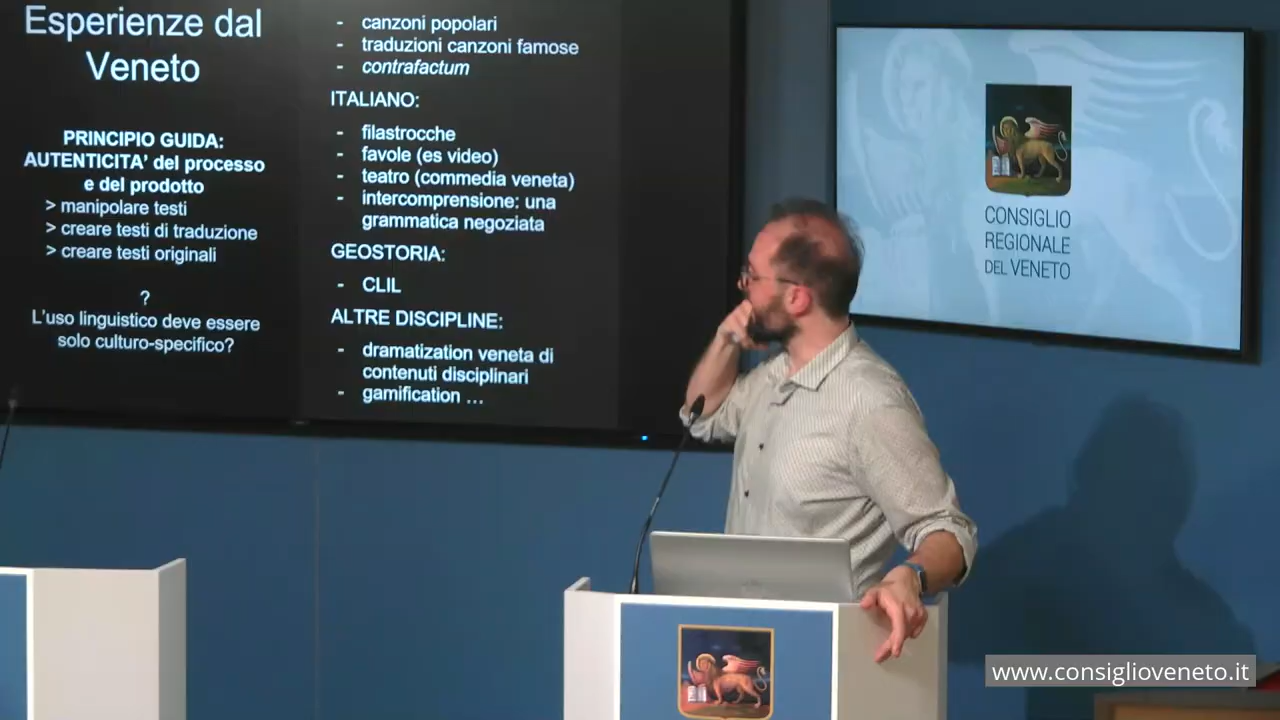 Esperienze dal
Veneto
PRINCIPIO GUIDA:
AUTENTICITA' del processo
e del prodotto
> manipolare testi
> creare testi di traduzione
> creare testi originali
?
L'uso linguistico deve essere
solo culturo-specifico?
- canzoni popolari
- traduzioni canzoni famose
- contrafactum
ITALIANO:
- filastrocche
- favole (es video)
- teatro (commedia veneta)
- intercomprensione: una
grammatica negoziata
GEOSTORIA:
- CLIL
ALTRE DISCIPLINE:
- dramatization veneta di
contenuti disciplinari
- gamification ...
CONSIGLIO
REGIONALE
DEL VENETO
www.consiglioveneto.it